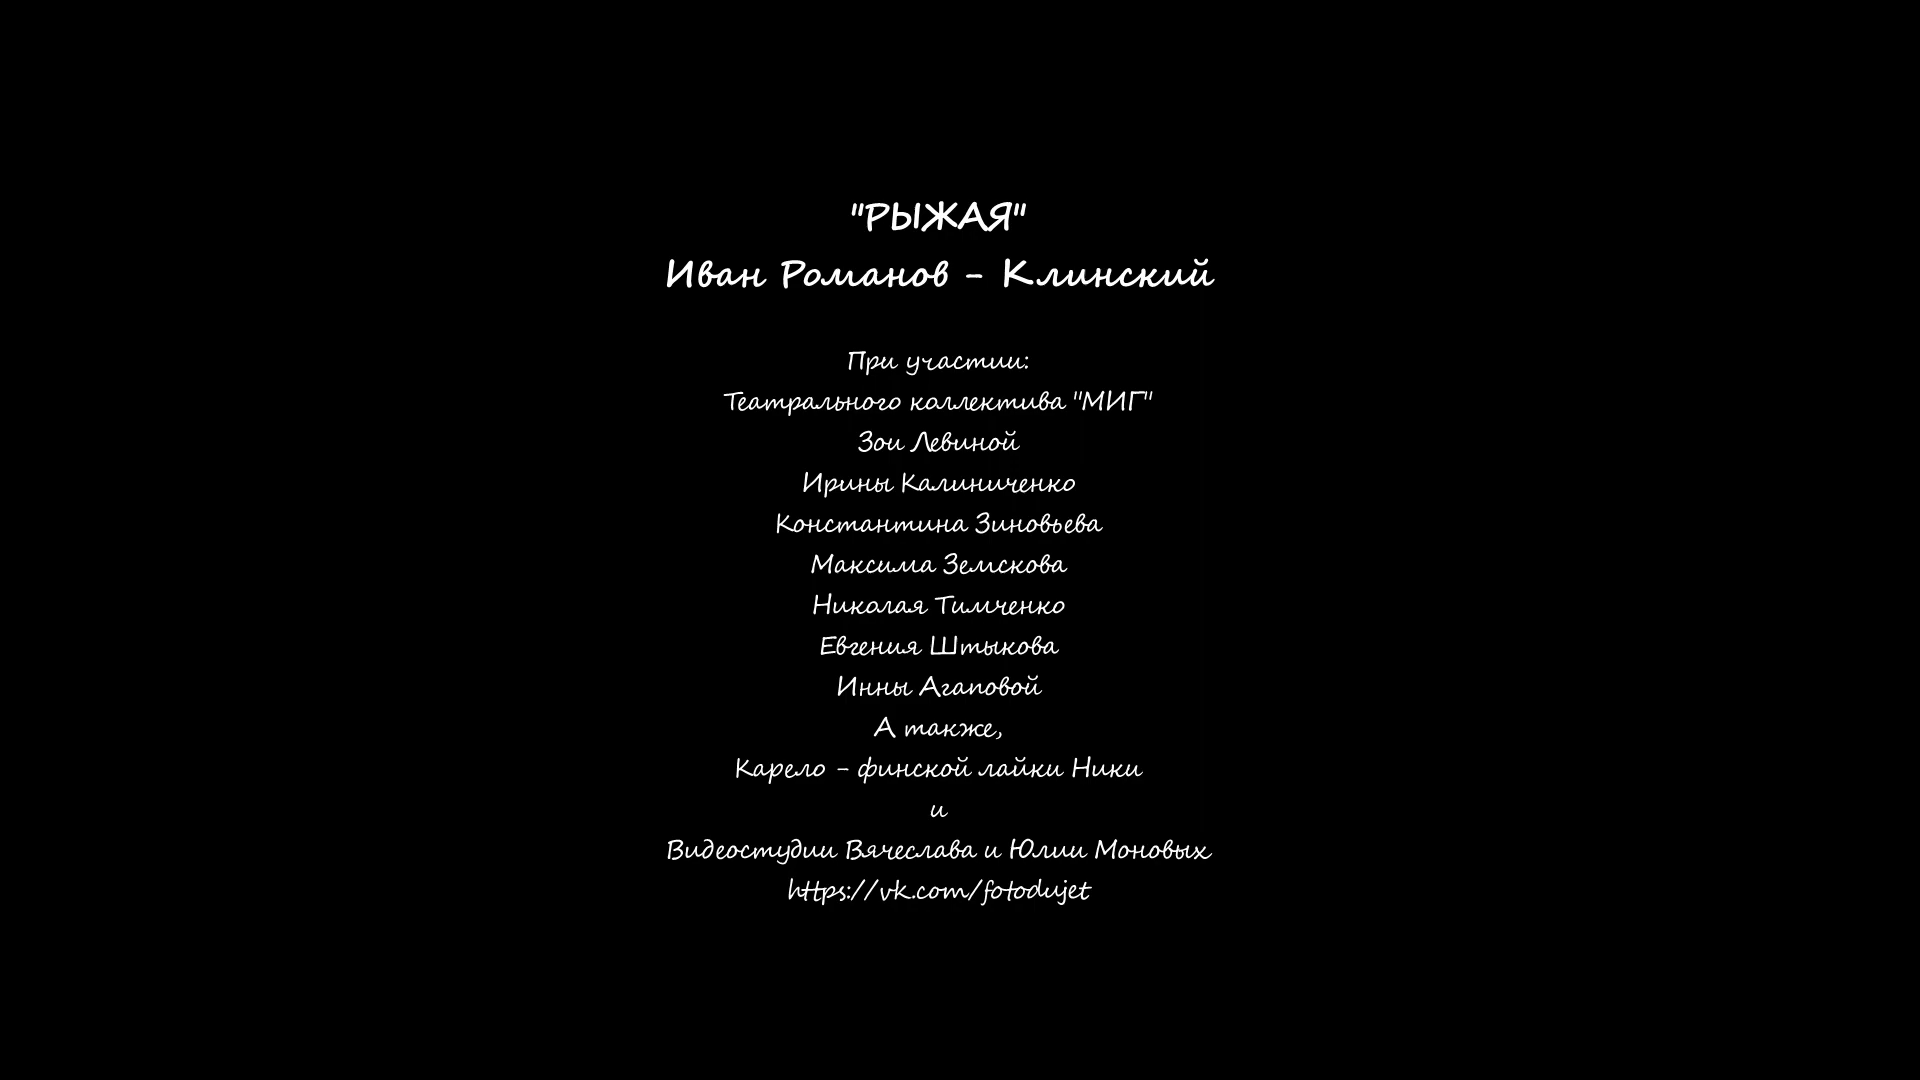 "РЫЖАЯ"
Иван Романов - Клинский
При участии:
Театрального коллектива "МИГ"
Зои Левиной
Ирины Калиниченко
Константина Зиновьева
Максима Земскова
Николая Тимченко
Евгения Штыкова
Инны Агаповой
А также,
Карело - финской лайки Ники
и
Видеостудии Вячеслава и Юлии Моновых
https://vk.com/fotodujet